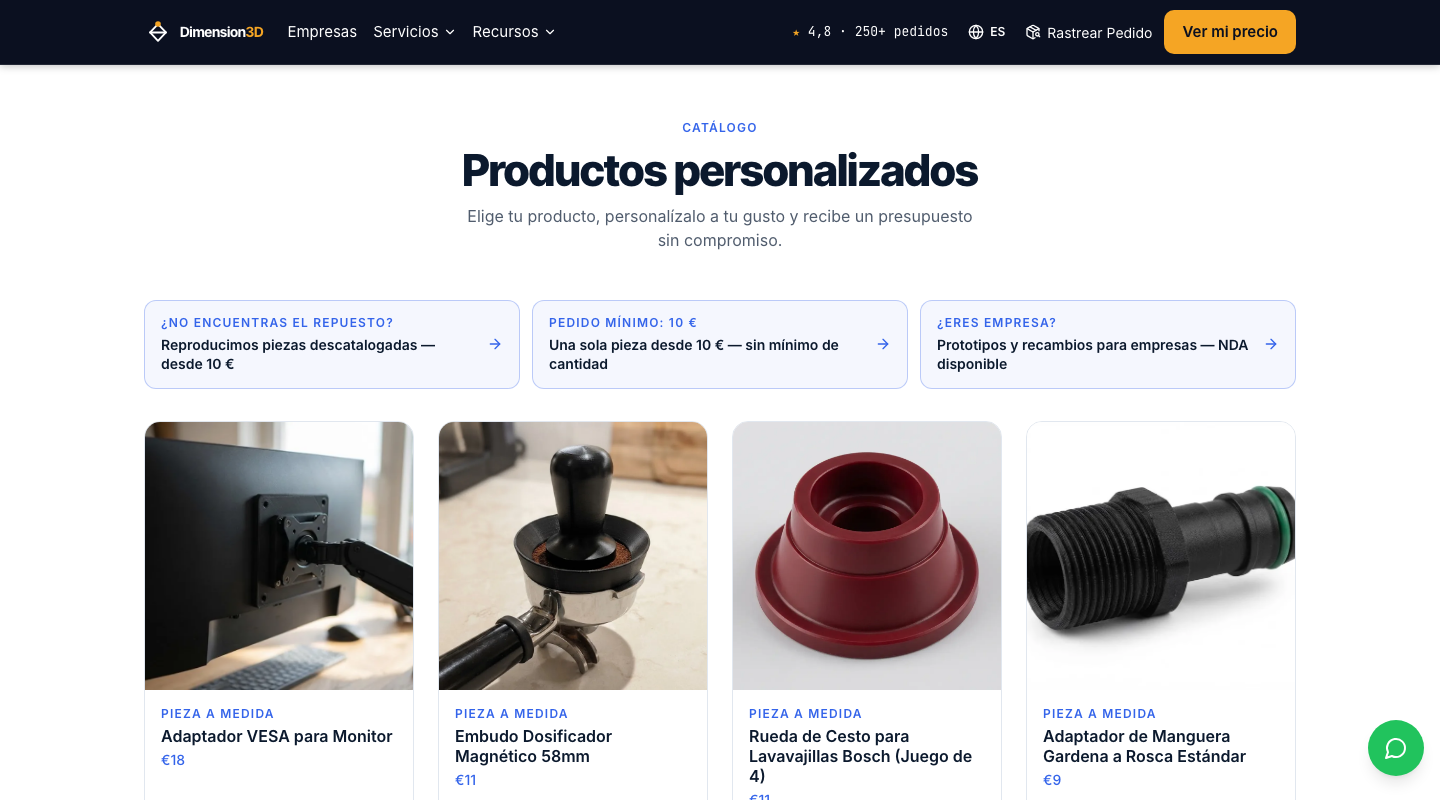 Dimension3D
Empresas
Servicios
Recursos
★ 4,8 · 250+ pedidos
ES
Rastrear Pedido
Ver mi precio
CATÁLOGO
Productos personalizados
Elige tu producto, personalízalo a tu gusto y recibe un presupuesto
sin compromiso.
¿NO ENCUENTRAS EL REPUESTO?
Reproducimos piezas descatalogadas —
desde 10 €
PEDIDO MÍNIMO: 10 €
Una sola pieza desde 10 € — sin mínimo de
cantidad
¿ERES EMPRESA?
Prototipos y recambios para empresas — NDA
disponible
PIEZA A MEDIDA
Adaptador VESA para Monitor
€18
PIEZA A MEDIDA
Embudo Dosificador
Magnético 58mm
€11
PIEZA A MEDIDA
Rueda de Cesto para
Lavavajillas Bosch (Juego de
4)
€11
PIEZA A MEDIDA
Adaptador de Manguera
Gardena a Rosca Estándar
€9